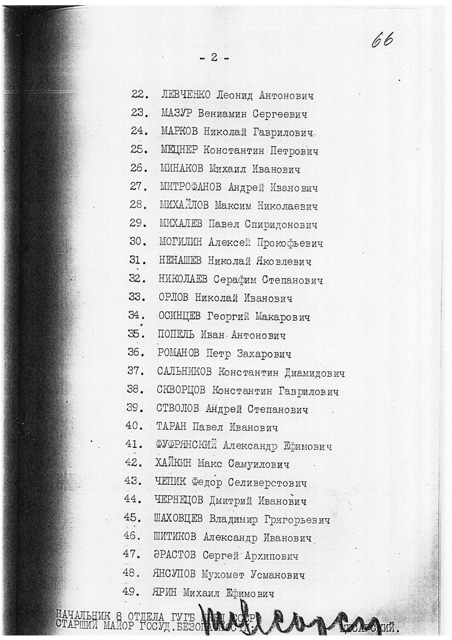 66
- 2 -
22. ЛЕВЧЕНКО Леонид Антонович
23. МАЗУР Вениамин Сергеевич
24. МАРКОВ Николай Гаврилович
25. МЕЦНЕР Константин Петрович
26. МИНАКОВ Михаил Иванович
27. МИТРОФАНОВ Андрей Иванович
28. МИХАЙЛОВ Максим Николаевич
29. МИХАЛЕВ Павел Спиридонович
30. МОГИЛИН Алексей Прокофьевич
31. НЕНАШЕВ Николай Яковлевич
32. НИКОЛАЕВ Серафим Степанович
33. ОРЛОВ Николай Иванович
34. ОСИНЦЕВ Георгий Макарович
35. ПОПЕЛЬ Иван Антонович
36. РОМАНОВ Петр Захарович
37. САЛЬНИКОВ Константин Диамидович
38. СКВОРЦОВ Константин Гаврилович
39. СТВОЛОВ Андрей Степанович
40. ТАРАН Павел Иванович
41. ФУФРЯНСКИЙ Александр Ефимович
42. ХАЙКИН Макс Самуилович
43. ЧЕПИК Федор Селиверстович
44. ЧЕРНЕЦОВ Дмитрий Иванович
45. ШАХОВЦЕВ Владимир Григорьевич
46. ШИТИКОВ Александр Иванович
47. ЭРАСТОВ Сергей Архипович
48. ЯНСУПОВ Мухомет Усманович
49. ЯРИН Михаил Ефимович
НАЧАЛЬНИК 8 ОТДЕЛА ГУГБ СССР
СТАРШИЙ МАЙОР ГОСУД.БЕЗОПАСНОСТИ